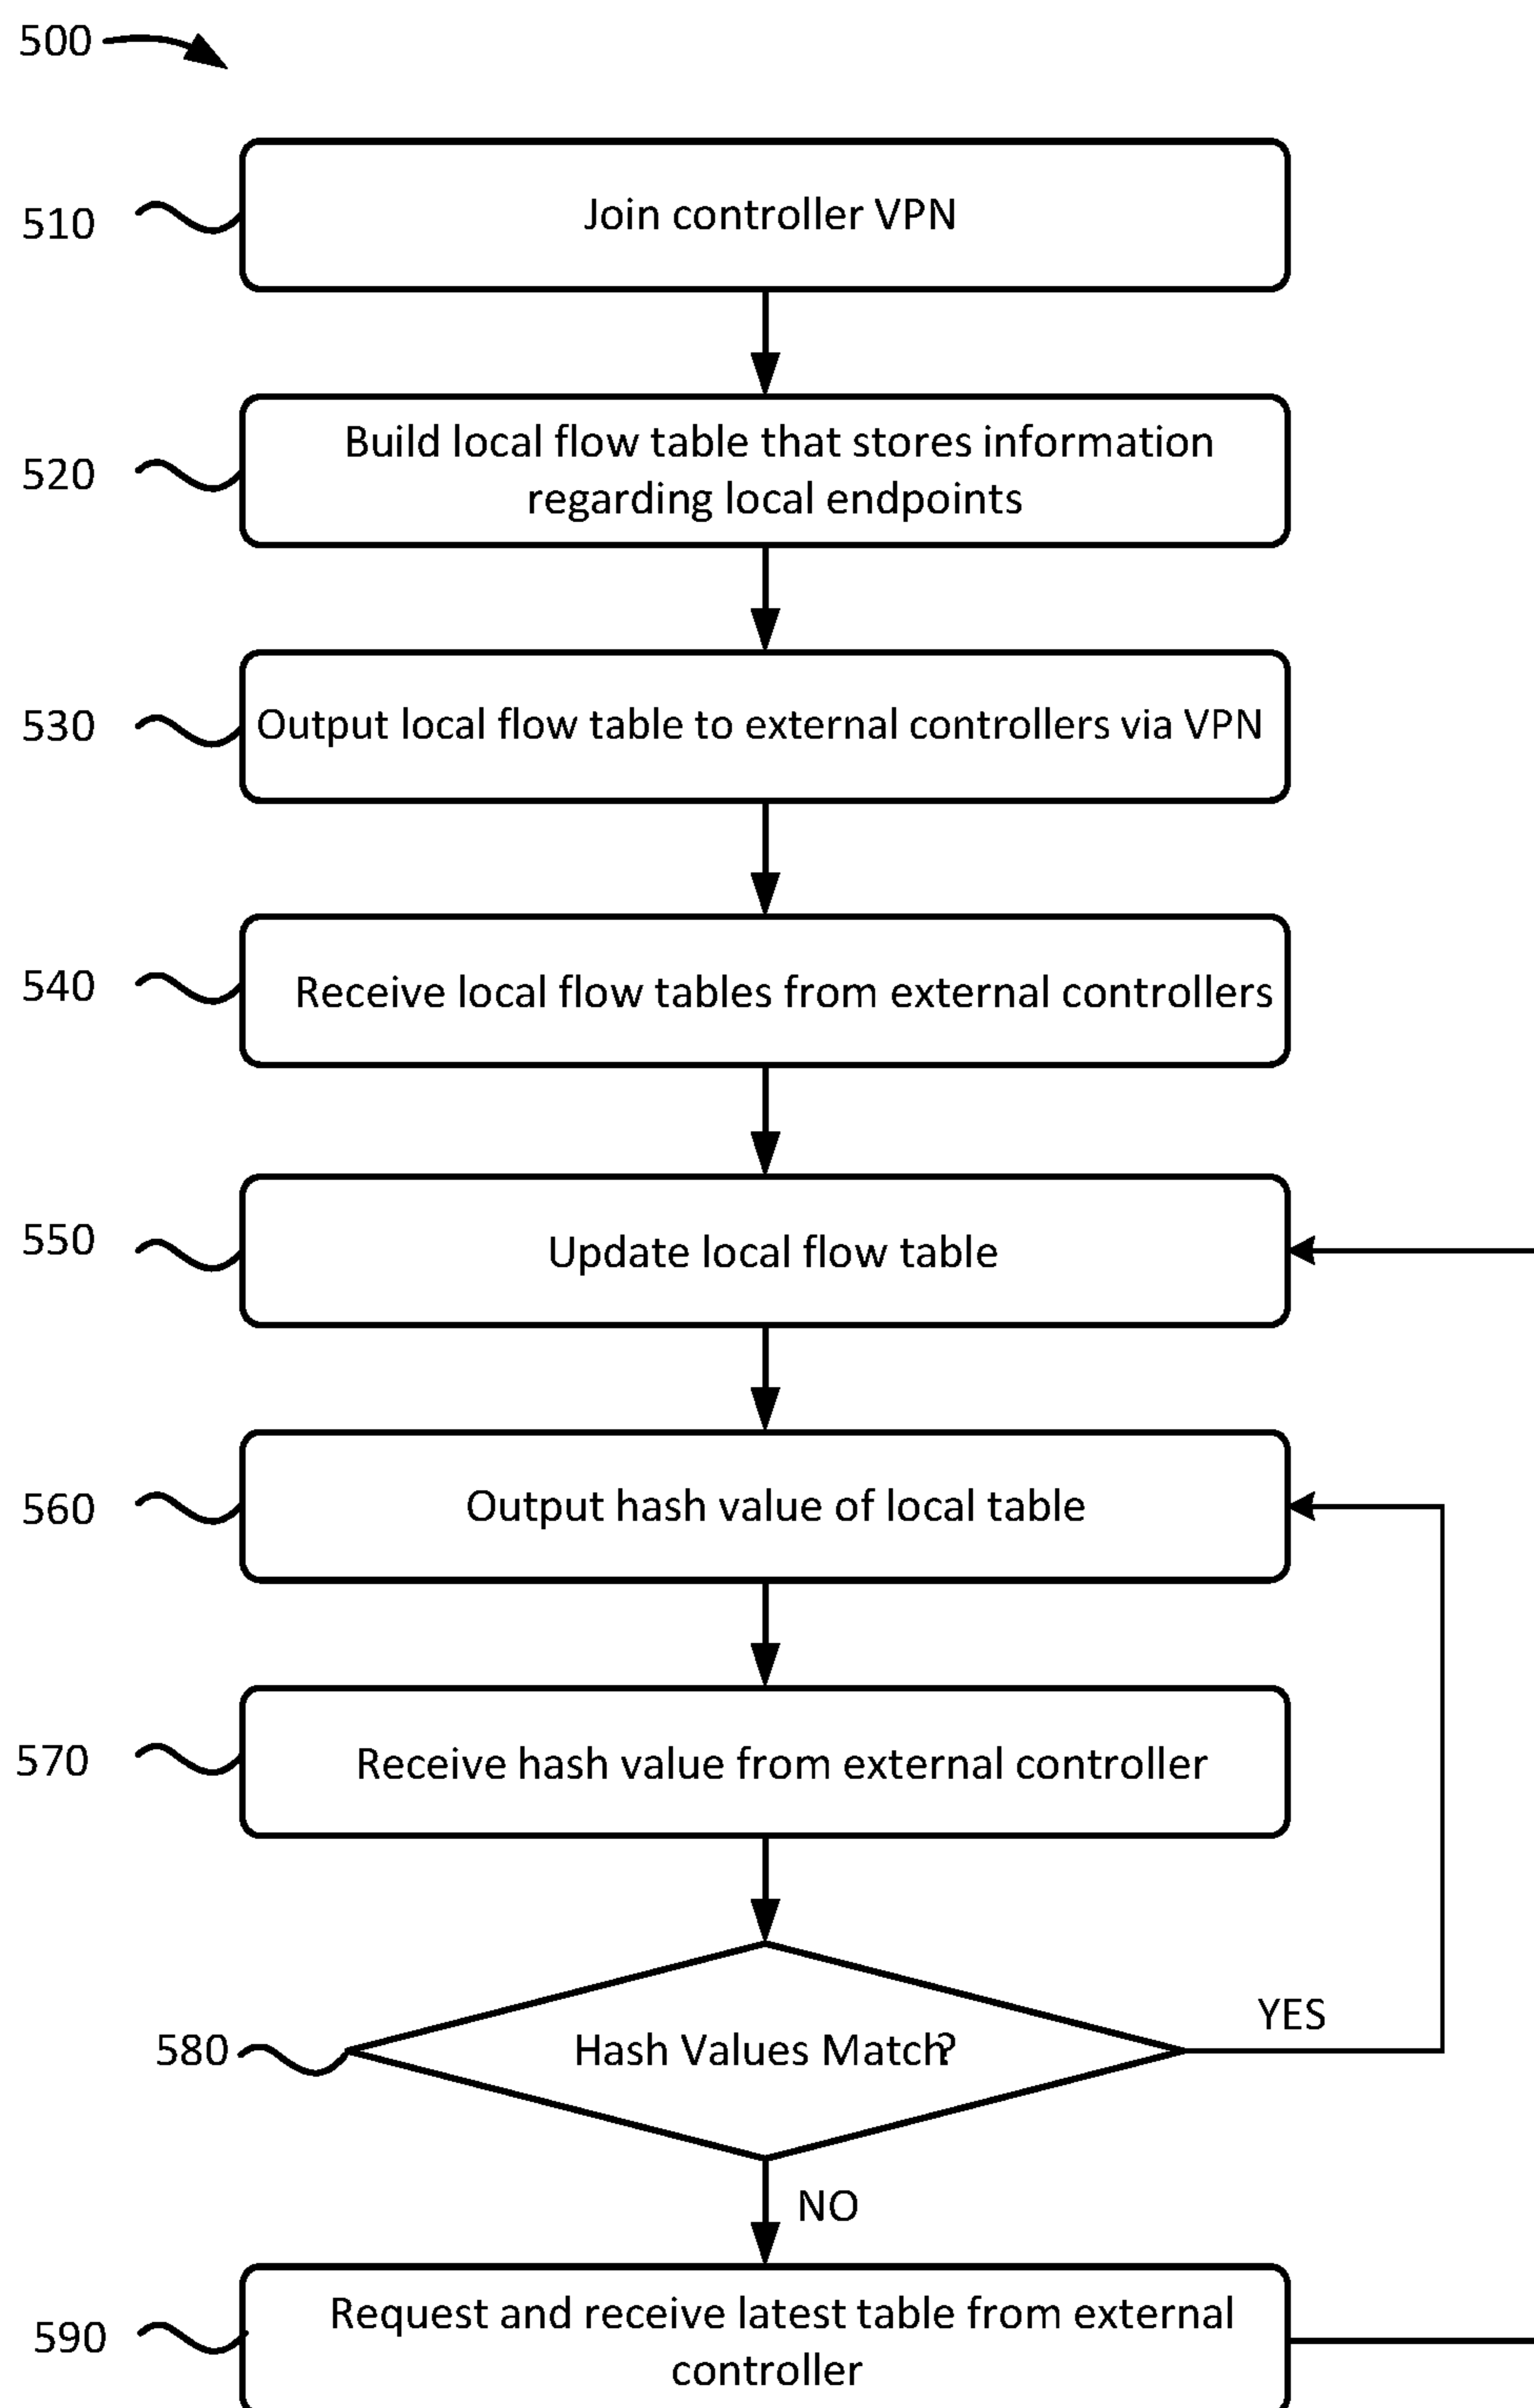 500
510
Join controller VPN
520
Build local flow table that stores information
regarding local endpoints
530
Output local flow table to external controllers via VPN
540
Receive local flow tables from external controllers
550
Update local flow table
560
Output hash value of local table
570
Receive hash value from external controller
580
Hash Values Match?
YES
NO
590
Request and receive latest table from external
controller